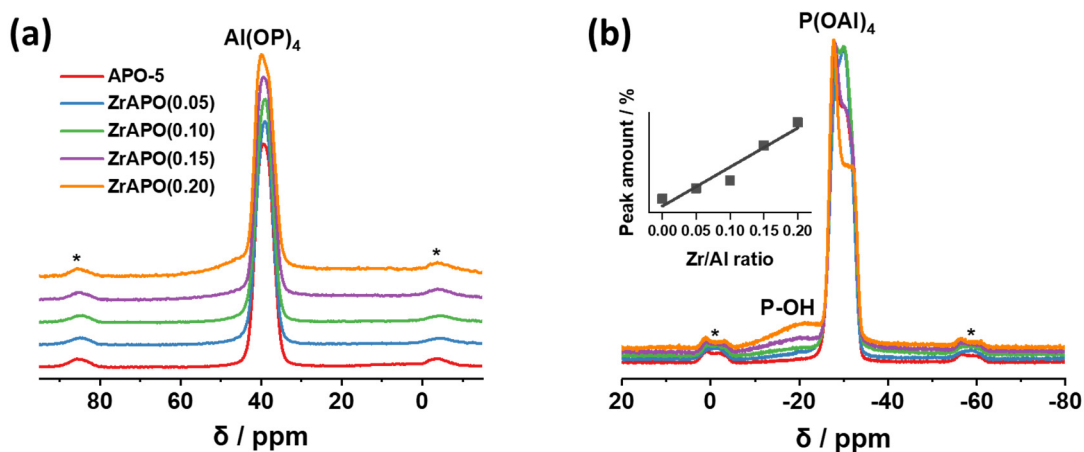 (a)
Al(OP)₄
APO-5
ZrAPO(0.05)
ZrAPO(0.10)
ZrAPO(0.15)
ZrAPO(0.20)
*
*
80
40
0
δ / ppm
(b)
P(OAl)₄
Peak amount / %
0.00 0.05 0.10 0.15 0.20
Zr/Al ratio
P-OH
*
*
20
0
-20
-40
-60
-80
δ / ppm